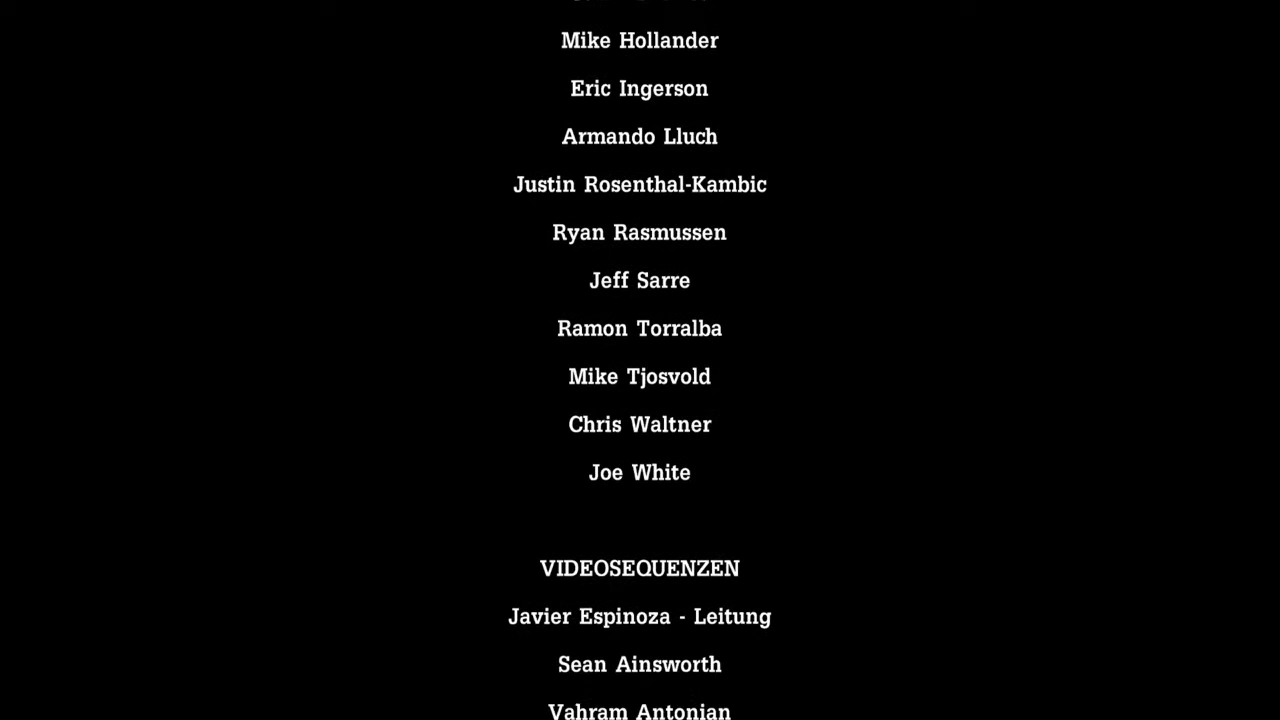 Mike Hollander
Eric Ingerson
Armando Lluch
Justin Rosenthal-Kambic
Ryan Rasmussen
Jeff Sarre
Ramon Torralba
Mike Tjosvold
Chris Waltner
Joe White
VIDEOSEQUENZEN
Javier Espinoza - Leitung
Sean Ainsworth
Vahram Antonian